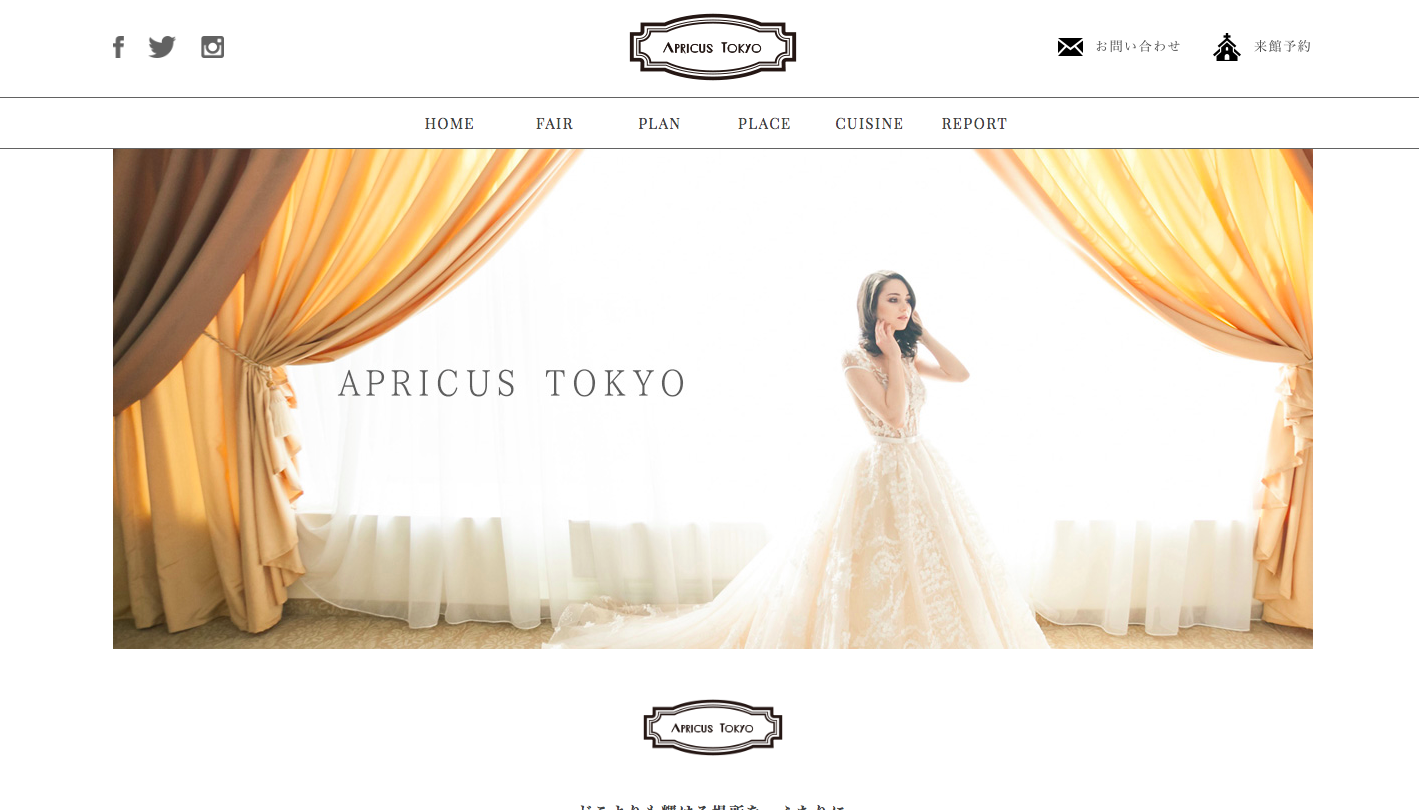 APRICUS TOKYO
お問い合わせ
来館予約
HOME
FAIR
PLAN
PLACE
CUISINE
REPORT
APRICUS TOKYO
APRICUS TOKYO